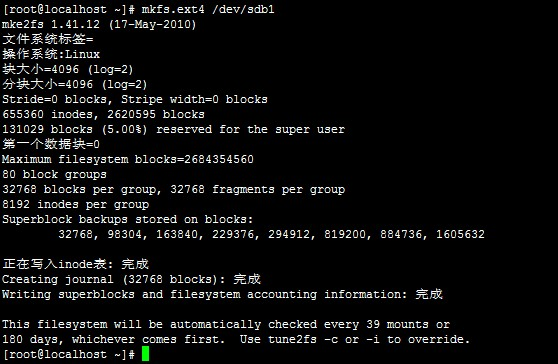 [root@localhost ~]# mkfs.ext4 /dev/sdb1
mke2fs 1.41.12 (17-May-2010)
文件系统标签=
操作系统:Linux
块大小=4096 (log=2)
分块大小=4096 (log=2)
Stride=0 blocks, Stripe width=0 blocks
655360 inodes, 2620595 blocks
131029 blocks (5.00%) reserved for the super user
第一个数据块=0
Maximum filesystem blocks=2684354560
80 block groups
32768 blocks per group, 32768 fragments per group
8192 inodes per group
Superblock backups stored on blocks:
32768, 98304, 163840, 229376, 294912, 819200, 884736, 1605632
正在写入inode表: 完成
Creating journal (32768 blocks): 完成
Writing superblocks and filesystem accounting information: 完成
This filesystem will be automatically checked every 39 mounts or
180 days, whichever comes first.  Use tune2fs -c or -i to override.
[root@localhost ~]#